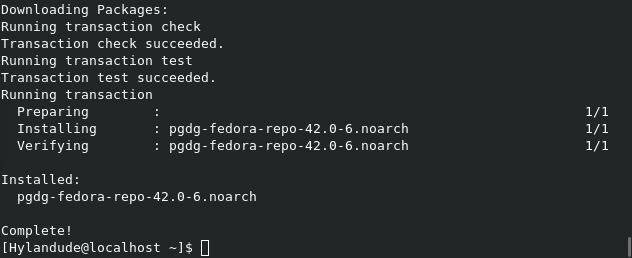 Downloading Packages:
Running transaction check
Transaction check succeeded.
Running transaction test
Transaction test succeeded.
Running transaction
  Preparing        :                                                     1/1
  Installing       : pgdg-fedora-repo-42.0-6.noarch                      1/1
  Verifying        : pgdg-fedora-repo-42.0-6.noarch                      1/1

Installed:
  pgdg-fedora-repo-42.0-6.noarch

Complete!
[Hylandude@localhost ~]$